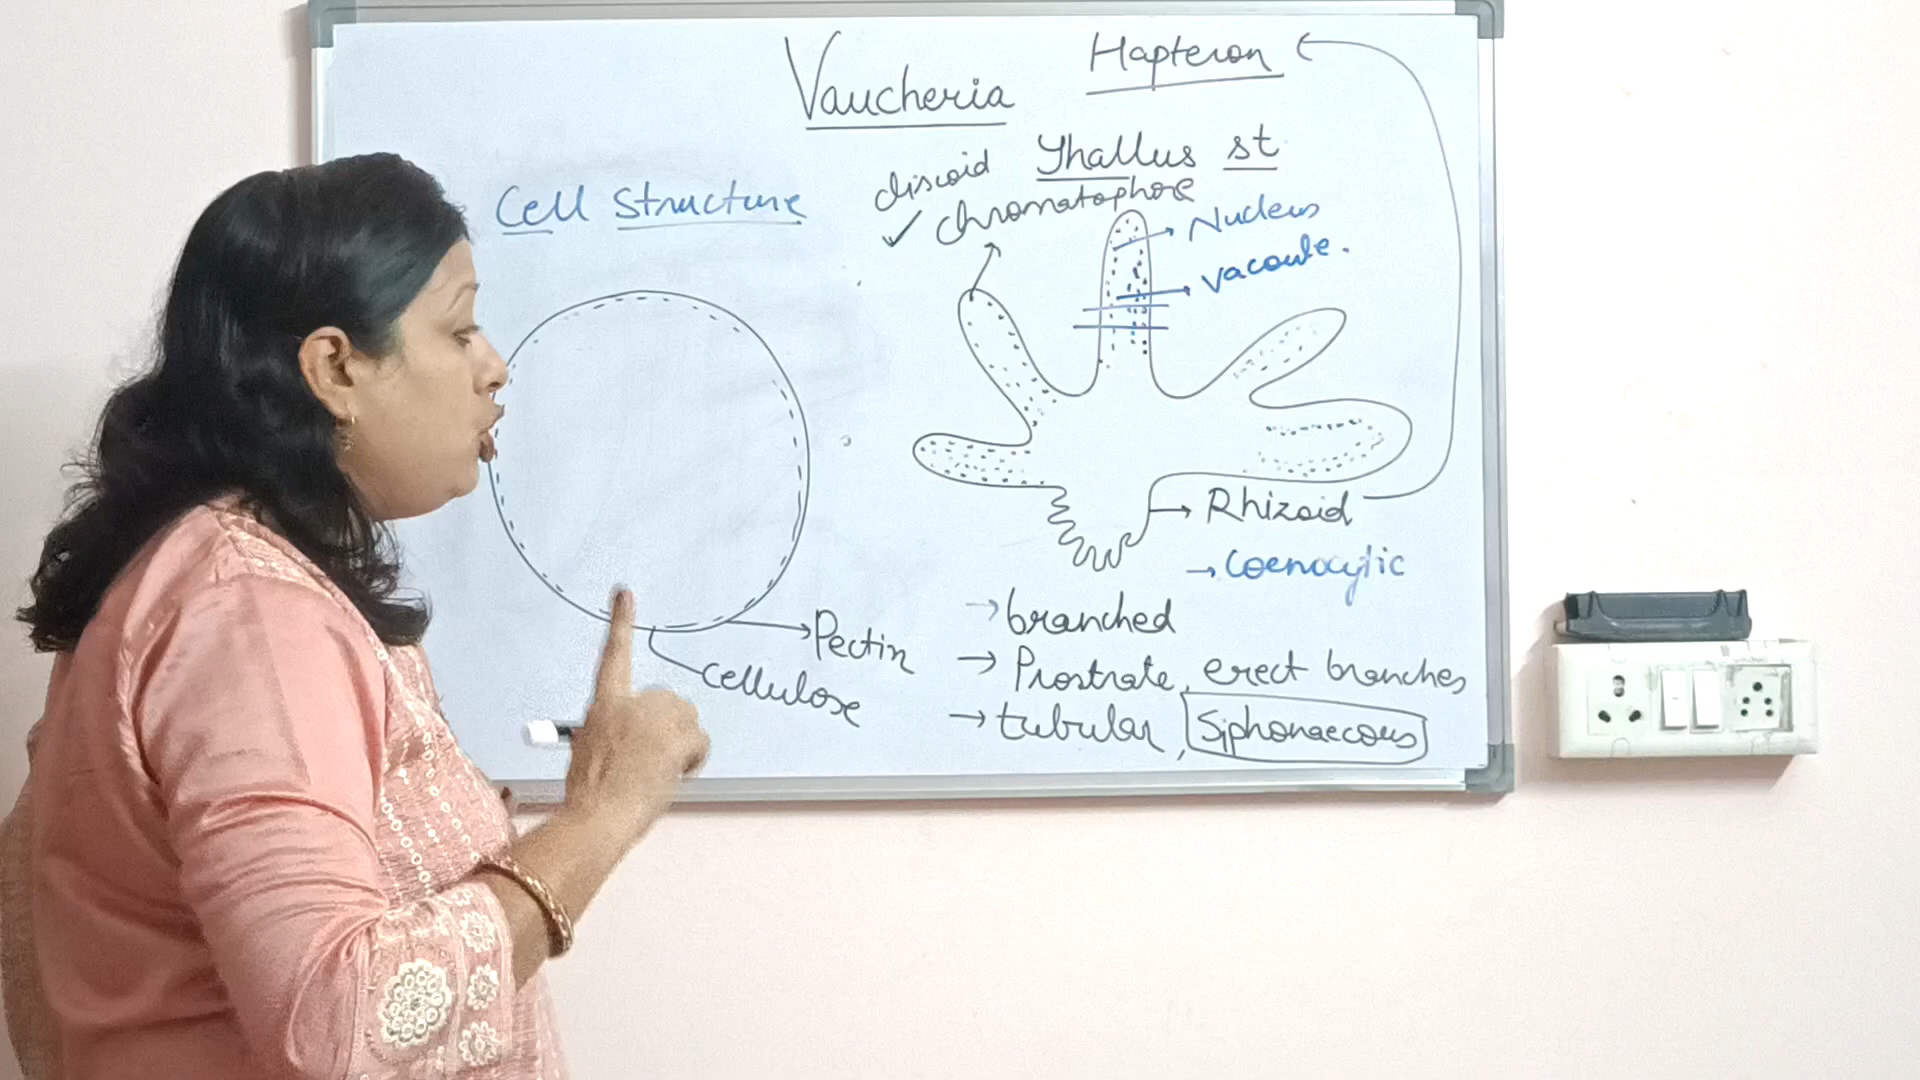 Vaucheria
Hapteron
Cell Structure
discoid
chromatophore
Thallus st
Nucleus
vacoule.
Rhizoid
→ Coenocytic
→ branched
→ Prostrate, erect branches
→ tubular, Siphonaecous
Pectin
cellulose